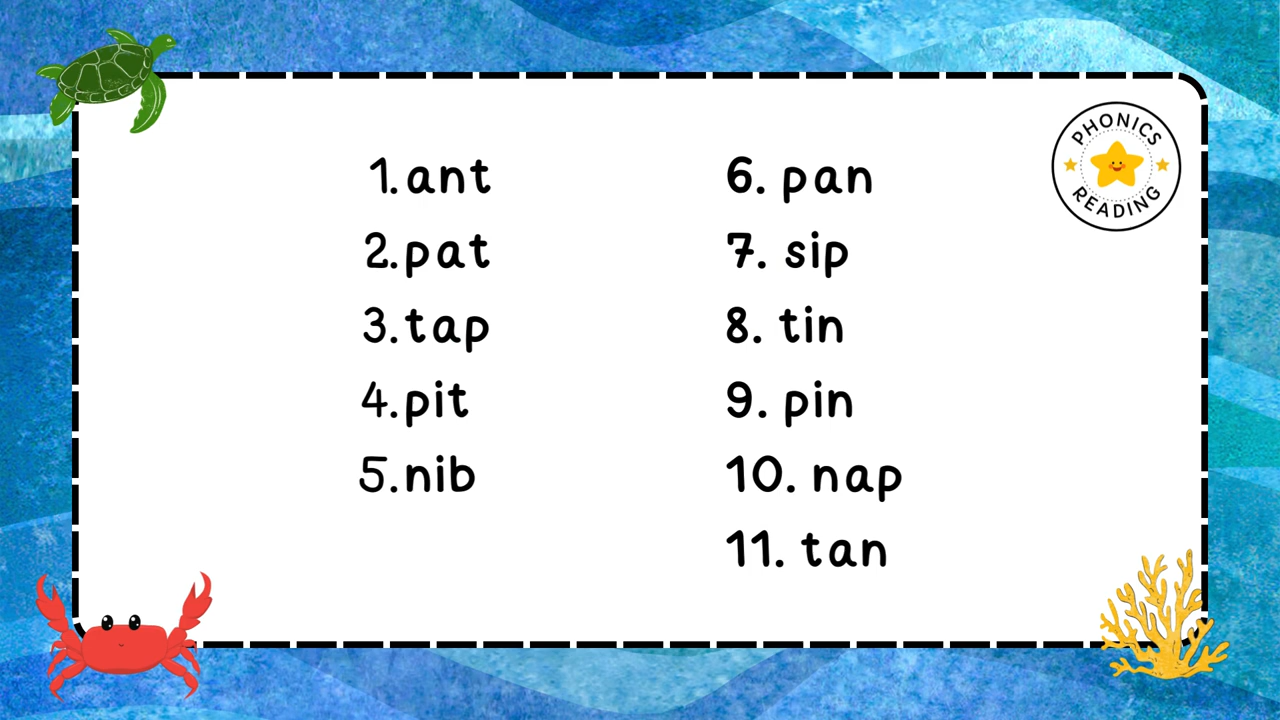 1.ant
2.pat
3.tap
4.pit
5.nib
6. pan
7. sip
8. tin
9. pin
10. nap
11. tan
PHONICS
READING